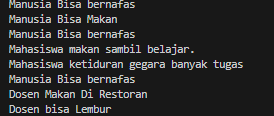 Manusia Bisa bernafas
Manusia Bisa Makan
Manusia Bisa bernafas
Mahasiswa makan sambil belajar.
Mahasiswa ketiduran gegara banyak tugas
Manusia Bisa bernafas
Dosen Makan Di Restoran
Dosen bisa Lembur